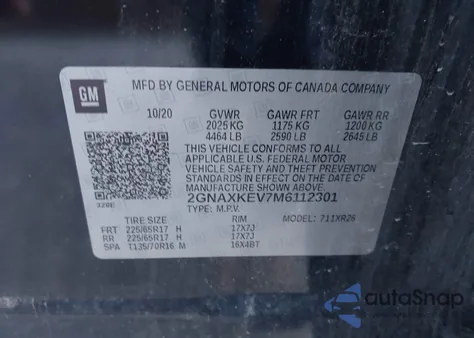 GM
MFD BY GENERAL MOTORS OF CANADA COMPANY
10/20 GVWR GAWR FRT GAWR RR
2025 KG 1175 KG 1200 KG
4464 LB 2590 LB 2645 LB
THIS VEHICLE CONFORMS TO ALL
APPLICABLE U.S. FEDERAL MOTOR
VEHICLE SAFETY AND THEFT PREVENTION
STANDARDS IN EFFECT ON THE DATE OF
MANUFACTURE SHOWN ABOVE.
2GNAXKEV7M6112301
TYPE: M.P.V. MODEL: 711XR26
TIRE SIZE RIM
FRT 225/65R17 H 17X7J
RR 225/65R17 H 17X7J
SPA T135/70R16 M 16X4BT
autoSnap